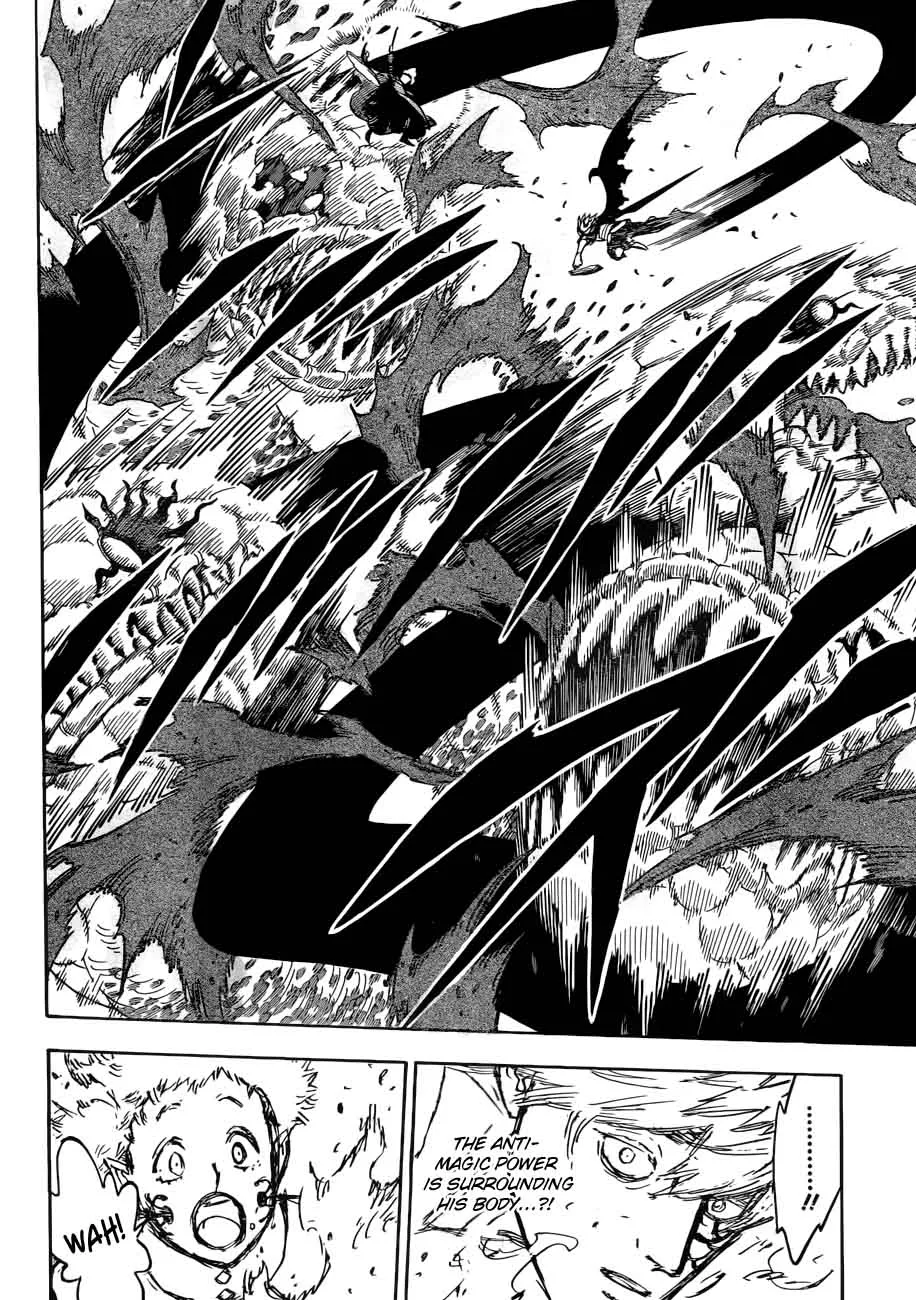 .........!!
THE ANTI-
MAGIC POWER
IS SURROUNDING
HIS BODY...?!
WAH!